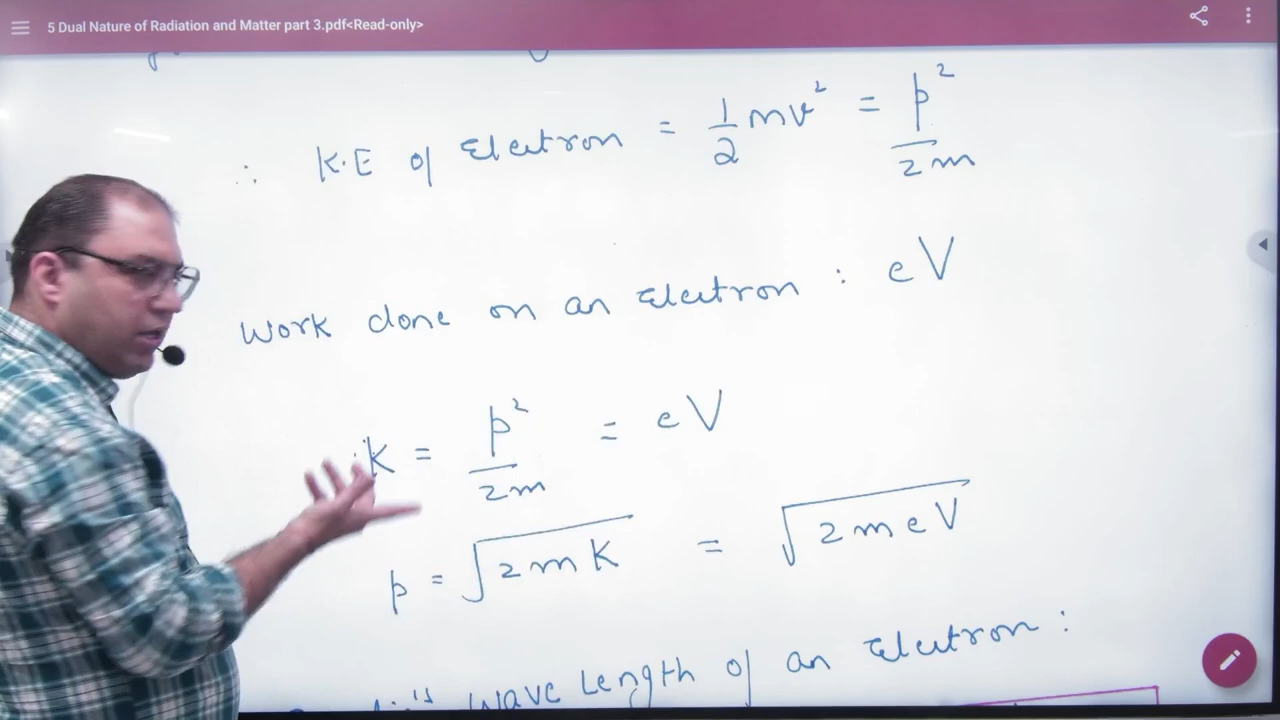 5 Dual Nature of Radiation and Matter part 3.pdf<Read-only>
∴ K.E of Electron = 1/2 mv² = p²/2m
Work done on an Electron : eV
∴ K = p²/2m = eV
p = √2mK = √2meV
Wave Length of an Electron :